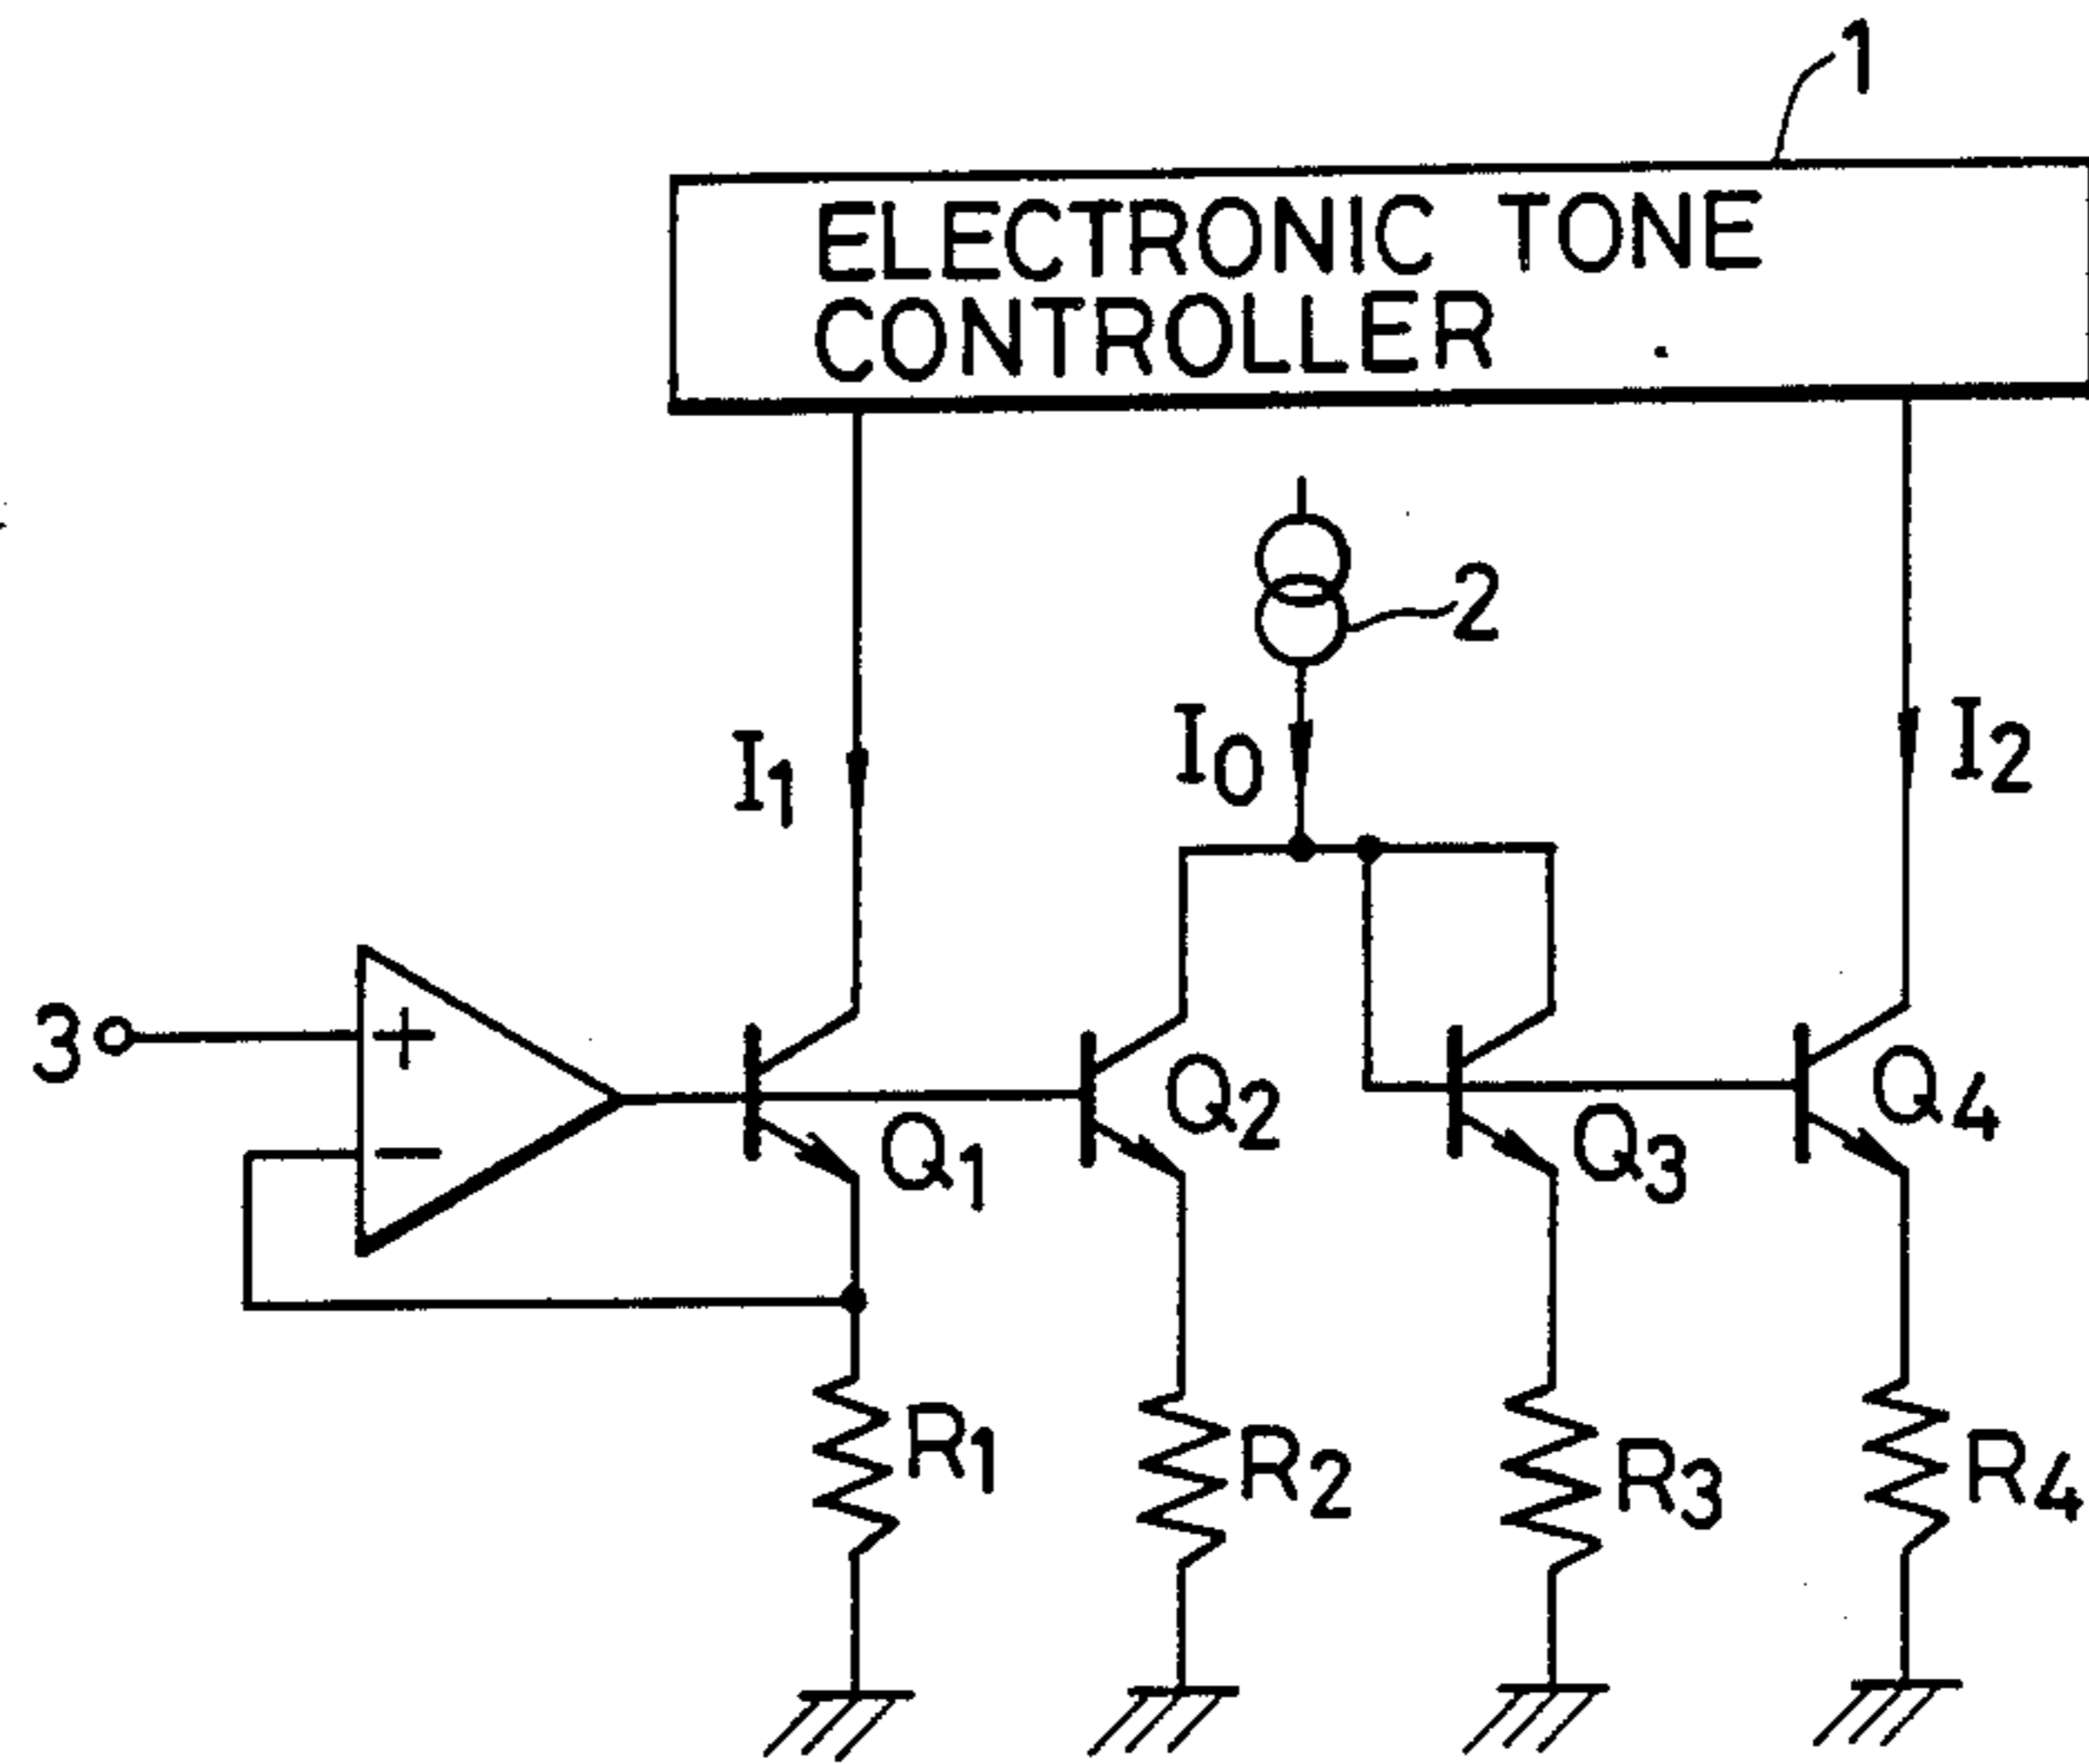 1
ELECTRONIC TONE
CONTROLLER
2
I1
I0
I2
3
+
−
Q1
Q2
Q3
Q4
R1
R2
R3
R4